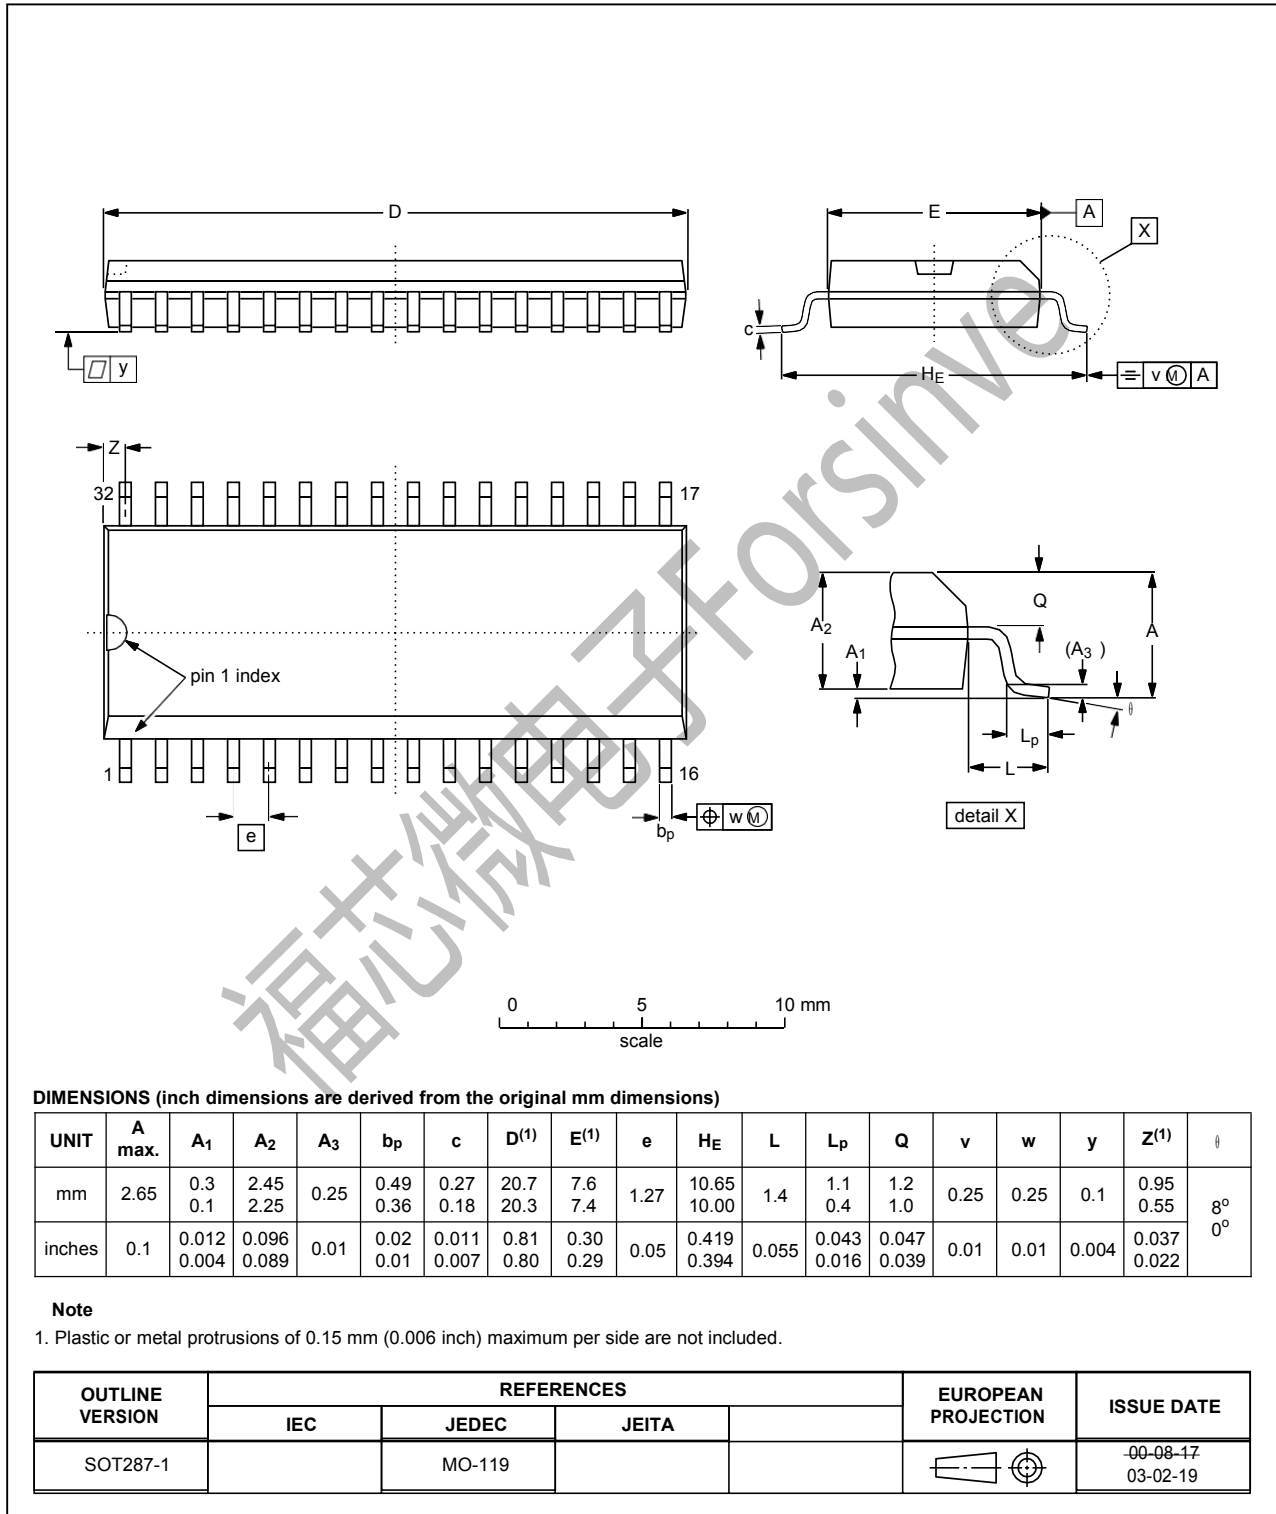 D
E
A
X
y
c
HE
v M A
Z
32
17
pin 1 index
1
16
e
bp
w M
A2
A1
Q
(A3 )
A
θ
Lp
L
detail X
福芯微电子Forsinve
0 5 10 mm
scale
DIMENSIONS (inch dimensions are derived from the original mm dimensions)
UNIT A max. A1 A2 A3 bp c D(1) E(1) e HE L Lp Q v w y Z(1) θ
mm 2.65 0.3 0.1 2.45 2.25 0.25 0.49 0.36 0.27 0.18 20.7 20.3 7.6 7.4 1.27 10.65 10.00 1.4 1.1 0.4 1.2 1.0 0.25 0.25 0.1 0.95 0.55 8o 0o
inches 0.1 0.012 0.004 0.096 0.089 0.01 0.02 0.01 0.011 0.007 0.81 0.80 0.30 0.29 0.05 0.419 0.394 0.055 0.043 0.016 0.047 0.039 0.01 0.01 0.004 0.037 0.022
Note
1. Plastic or metal protrusions of 0.15 mm (0.006 inch) maximum per side are not included.
OUTLINE VERSION REFERENCES EUROPEAN PROJECTION ISSUE DATE
IEC JEDEC JEITA
SOT287-1 MO-119 00-08-17
03-02-19